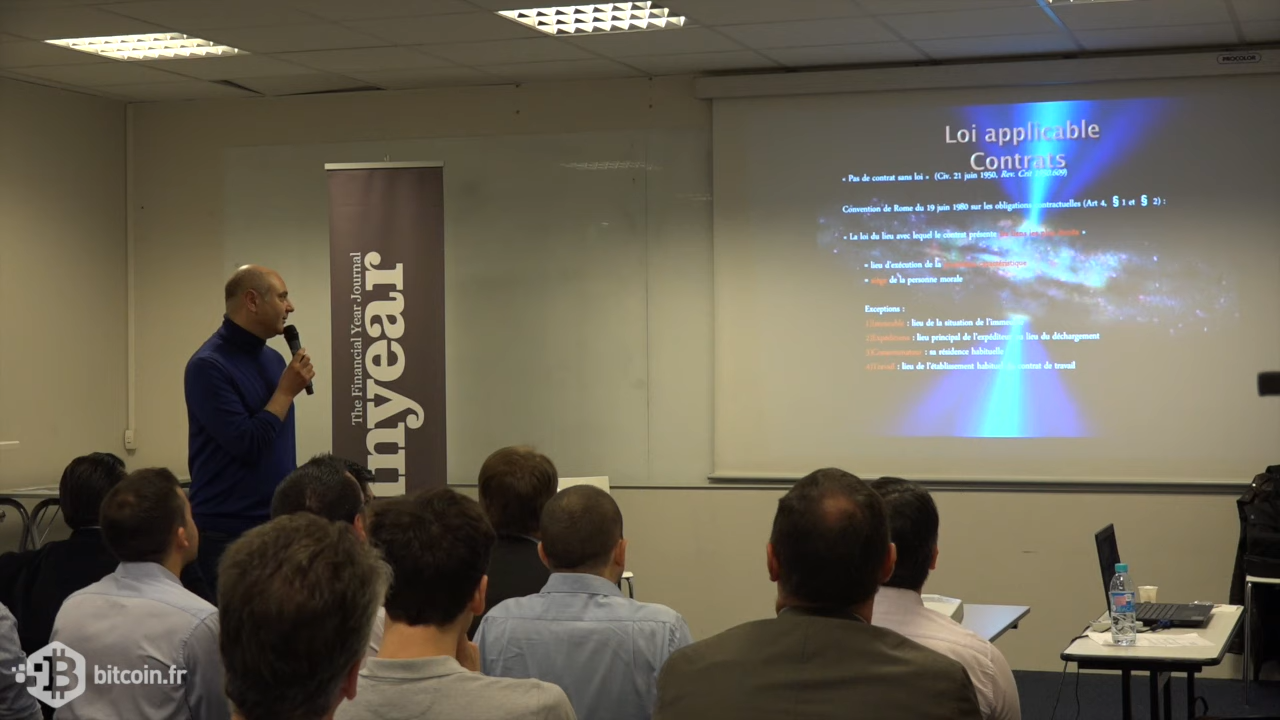 PROCOLOR
Loi applicable
Contrats
« Pas de contrat sans loi » (Civ. 21 juin 1950, Rev. Crit 1950.609)
Convention de Rome du 19 juin 1980 sur les obligations contractuelles (Art 4, § 1 et § 2) :
« La loi du lieu avec lequel le contrat présente
" lieu d'exécution de la
" siège de la personne morale
Exceptions :
: lieu de la situation de l'immeuble
: lieu principal de l'expéditeur lieu du déchargement
: sa résidence habituelle
: lieu de l'établissement contrat de travail
The Financial Year Journal
inyear
bitcoin.fr